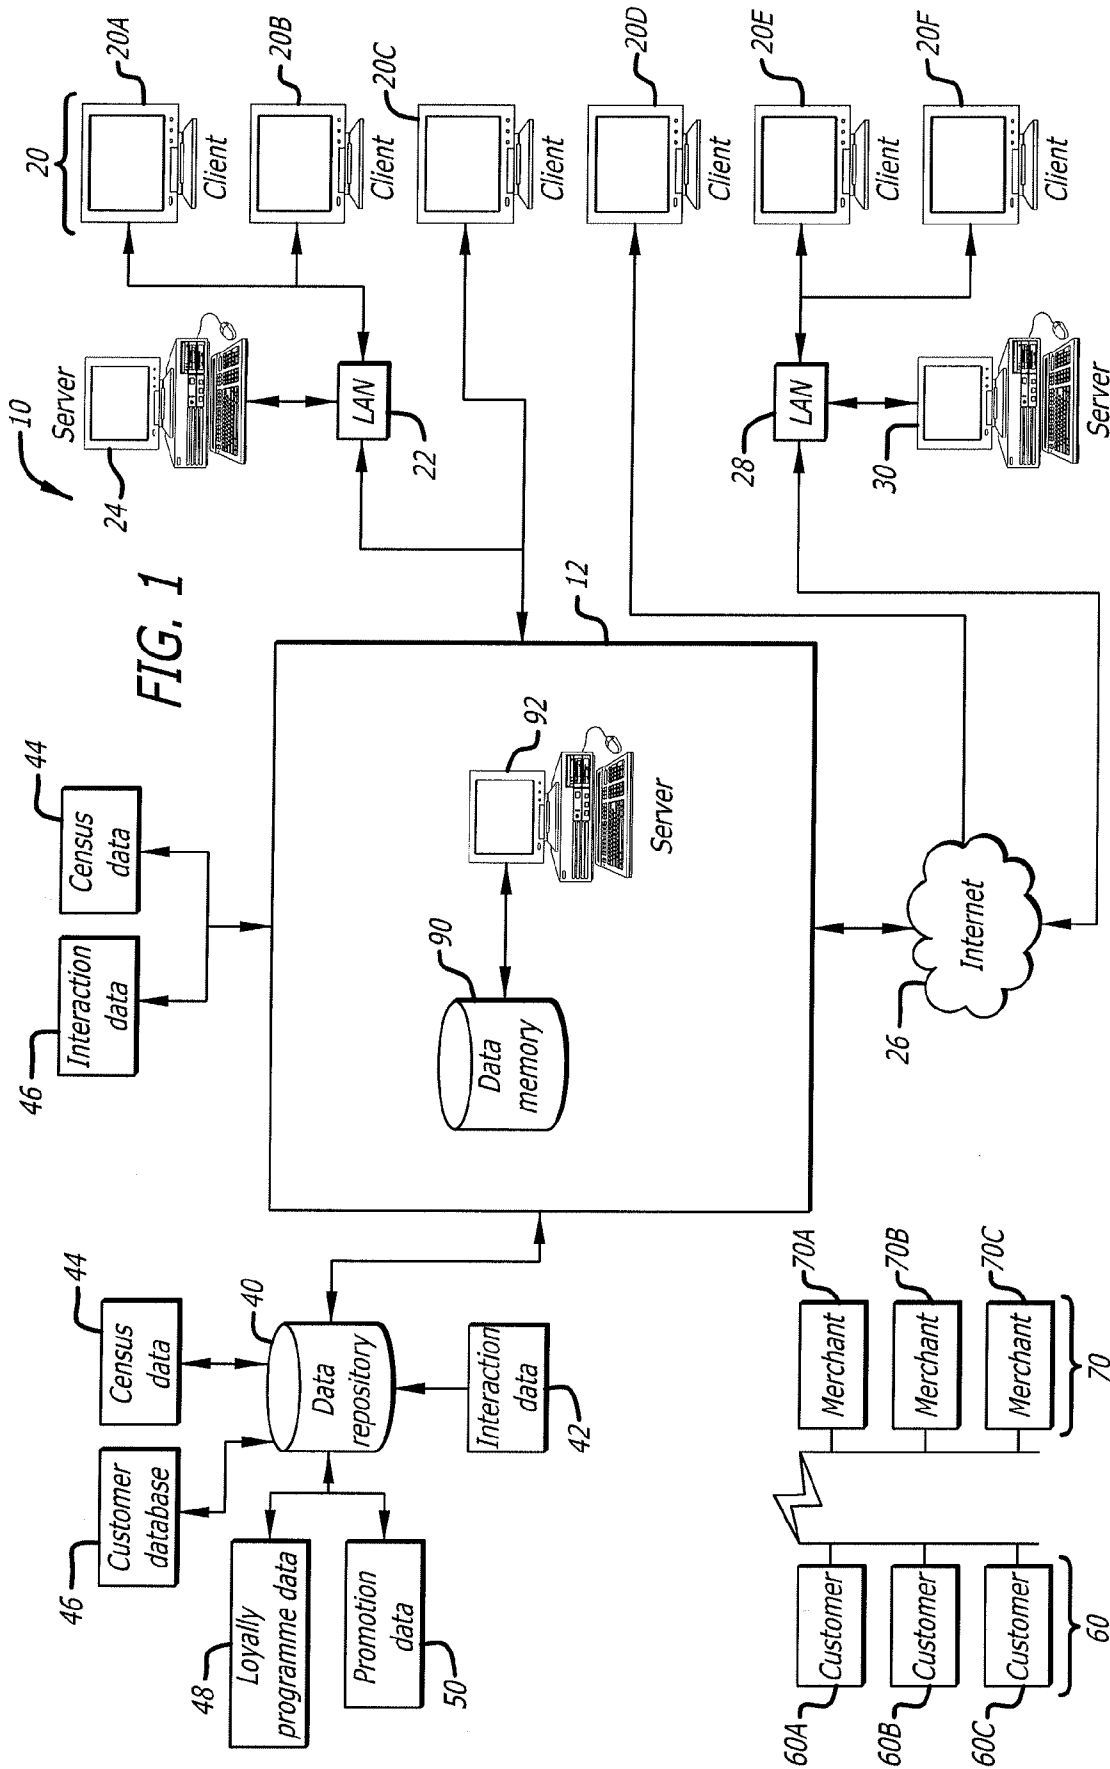 FIG. 1
10
46
Customer
database
44
Census
data
46
Interaction
data
44
Census
data
24
Server
20
20A
Client
20B
Client
20C
Client
20D
Client
20E
Client
20F
Client
48
Loyally
programme data
50
Promotion
data
40
Data
repository
42
Interaction
data
12
90
Data
memory
92
Server
22
LAN
28
LAN
30
Server
26
Internet
60A
Customer
60B
Customer
60C
Customer
60
70A
Merchant
70B
Merchant
70C
Merchant
70